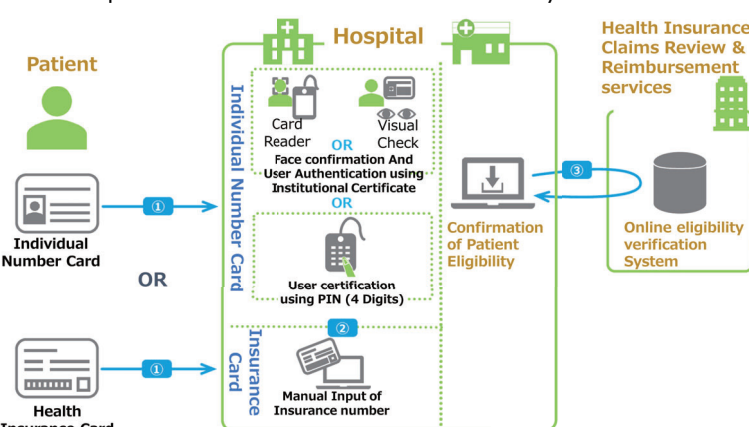 Patient
Individual
Number Card
OR
Health
Insurance Card
①
①
Hospital
Individual Number Card
Card
Reader
OR
Visual
Check
Face confirmation And
User Authentication using
Institutional Certificate
OR
User certification
using PIN (4 Digits)
②
Insurance
Card
Manual Input of
Insurance number
Confirmation
of Patient
Eligibility
③
Health Insurance
Claims Review &
Reimbursement
services
Online eligibility
verification
System